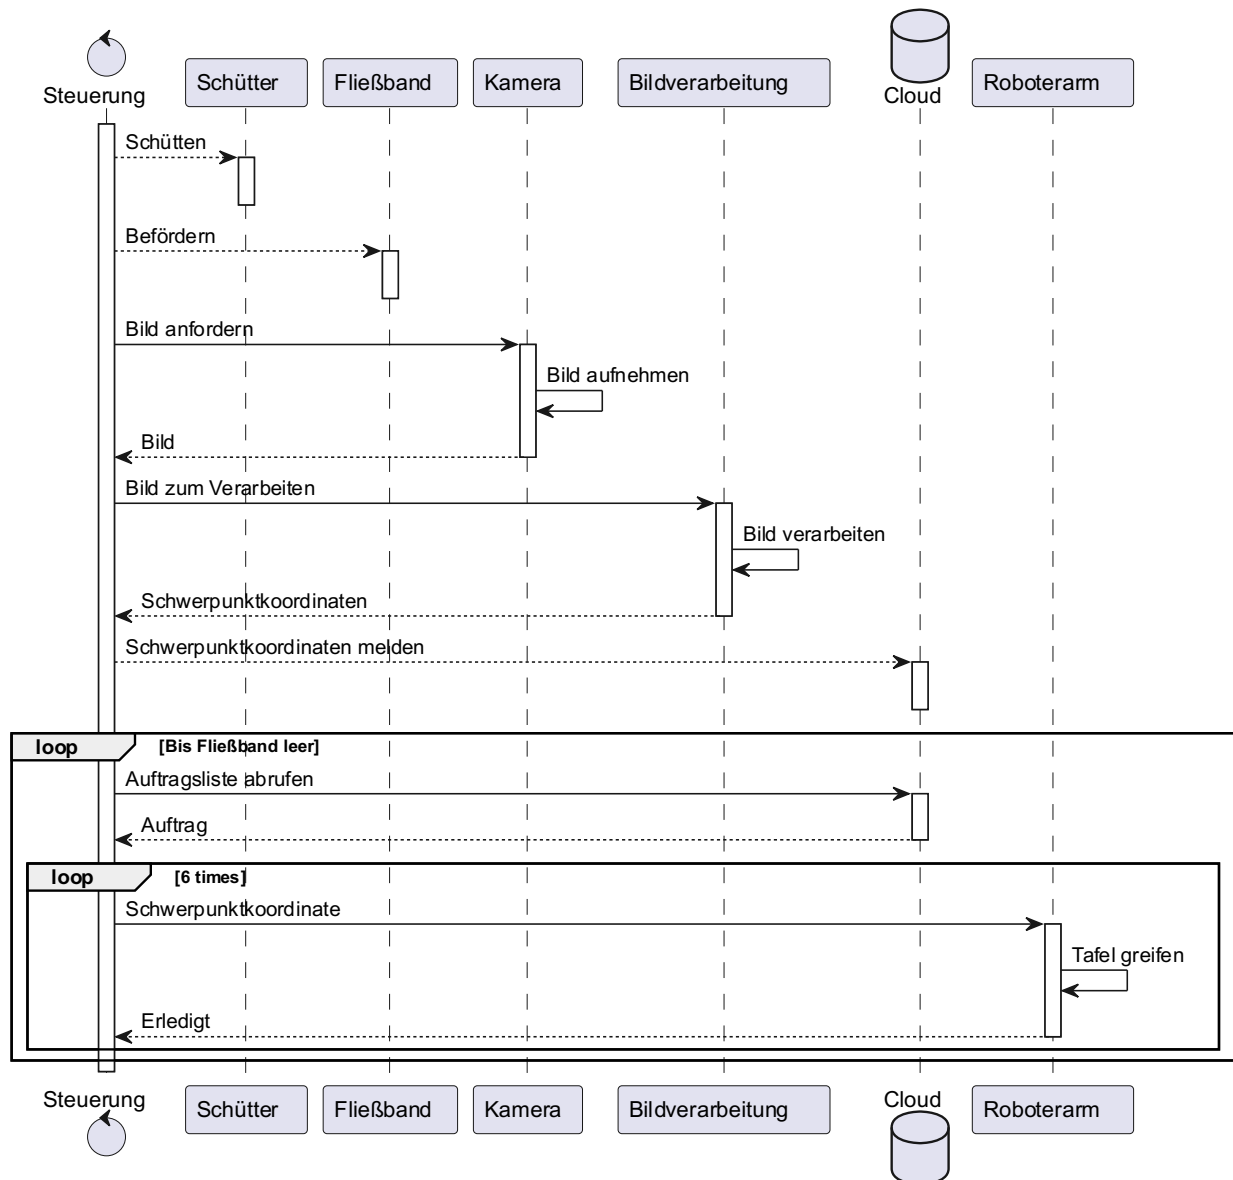 Steuerung
Schütter
Fließband
Kamera
Bildverarbeitung
Cloud
Roboterarm
Schütten
Befördern
Bild anfordern
Bild aufnehmen
Bild
Bild zum Verarbeiten
Bild verarbeiten
Schwerpunktkoordinaten
Schwerpunktkoordinaten melden
loop [Bis Fließband leer]
Auftragsliste abrufen
Auftrag
loop [6 times]
Schwerpunktkoordinate
Tafel greifen
Erledigt
Steuerung
Schütter
Fließband
Kamera
Bildverarbeitung
Cloud
Roboterarm